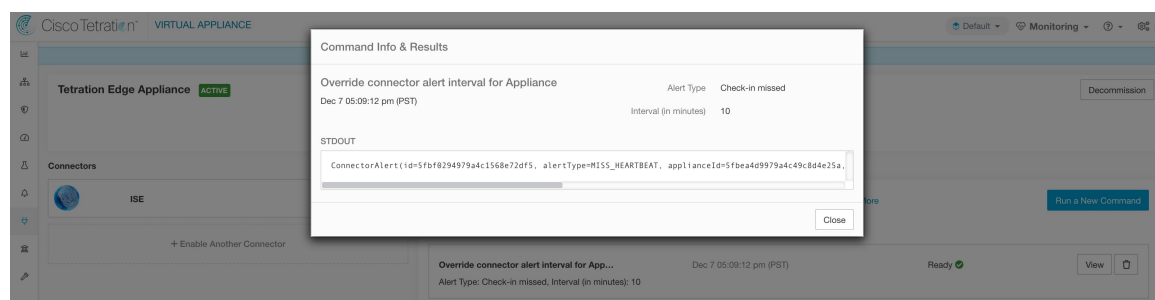 Cisco Tetration™ VIRTUAL APPLIANCE
Default
Monitoring
Command Info & Results
Override connector alert interval for Appliance
Dec 7 05:09:12 pm (PST)
Alert Type Check-in missed
Interval (in minutes) 10
STDOUT
ConnectorAlert(id=5fbf0294979a4c1568e72df5, alertType=MISS_HEARTBEAT, applianceId=5fbea4d9979a4c49c8d4e25a,
Close
Tetration Edge Appliance ACTIVE
Decommission
Connectors
ISE
+ Enable Another Connector
Run a New Command
Override connector alert interval for App... Dec 7 05:09:12 pm (PST) Ready View
Alert Type: Check-in missed, Interval (in minutes): 10